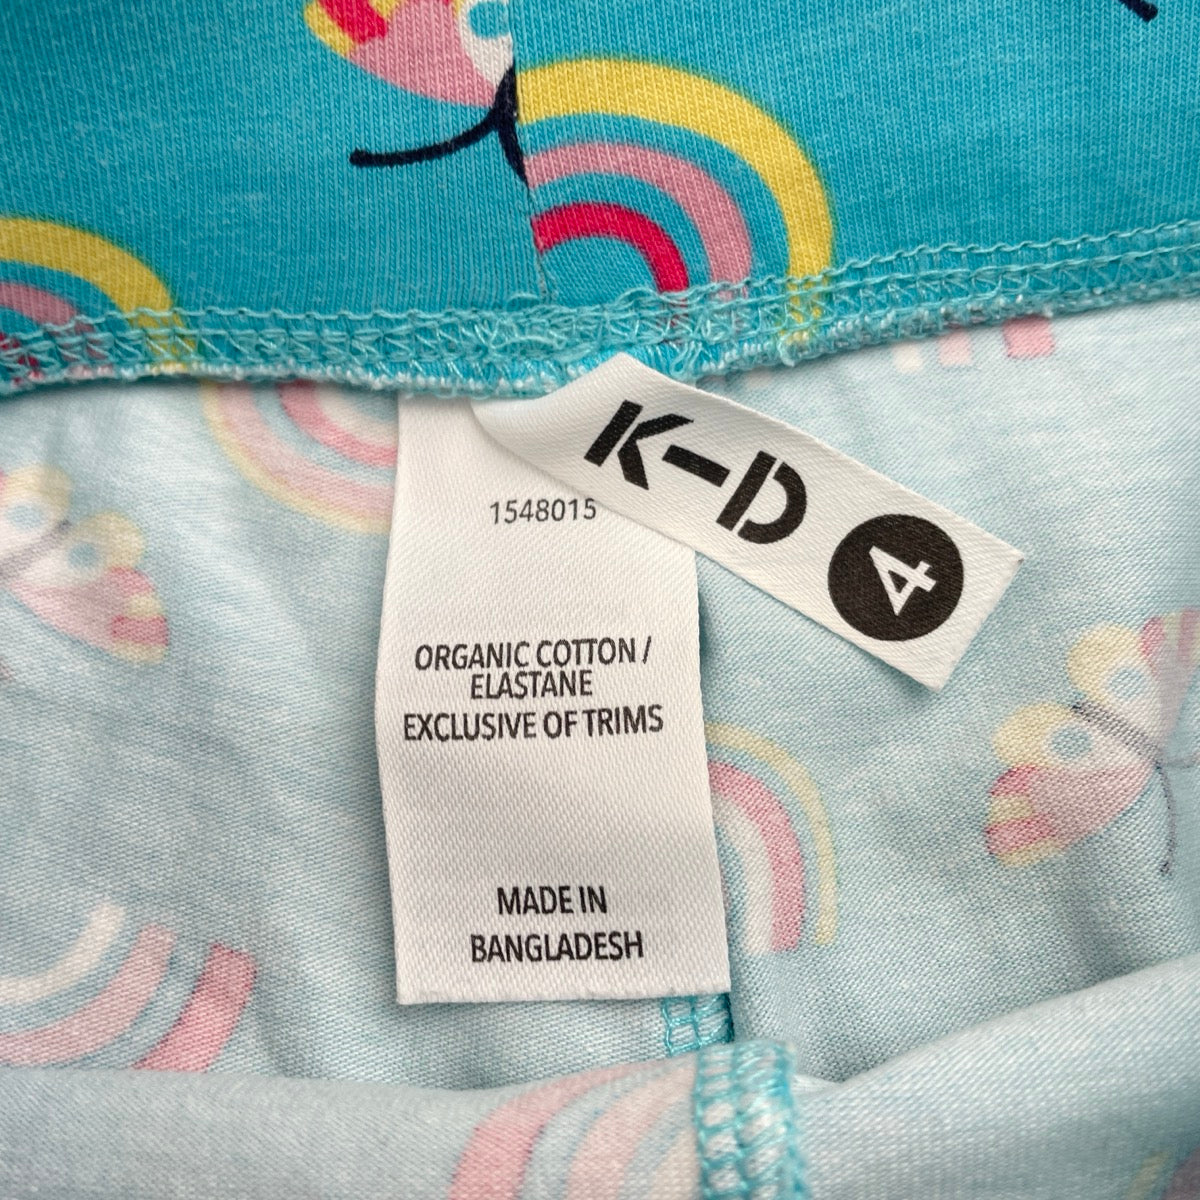 K-D 4
1548015
ORGANIC COTTON /
ELASTANE
EXCLUSIVE OF TRIMS
MADE IN
BANGLADESH